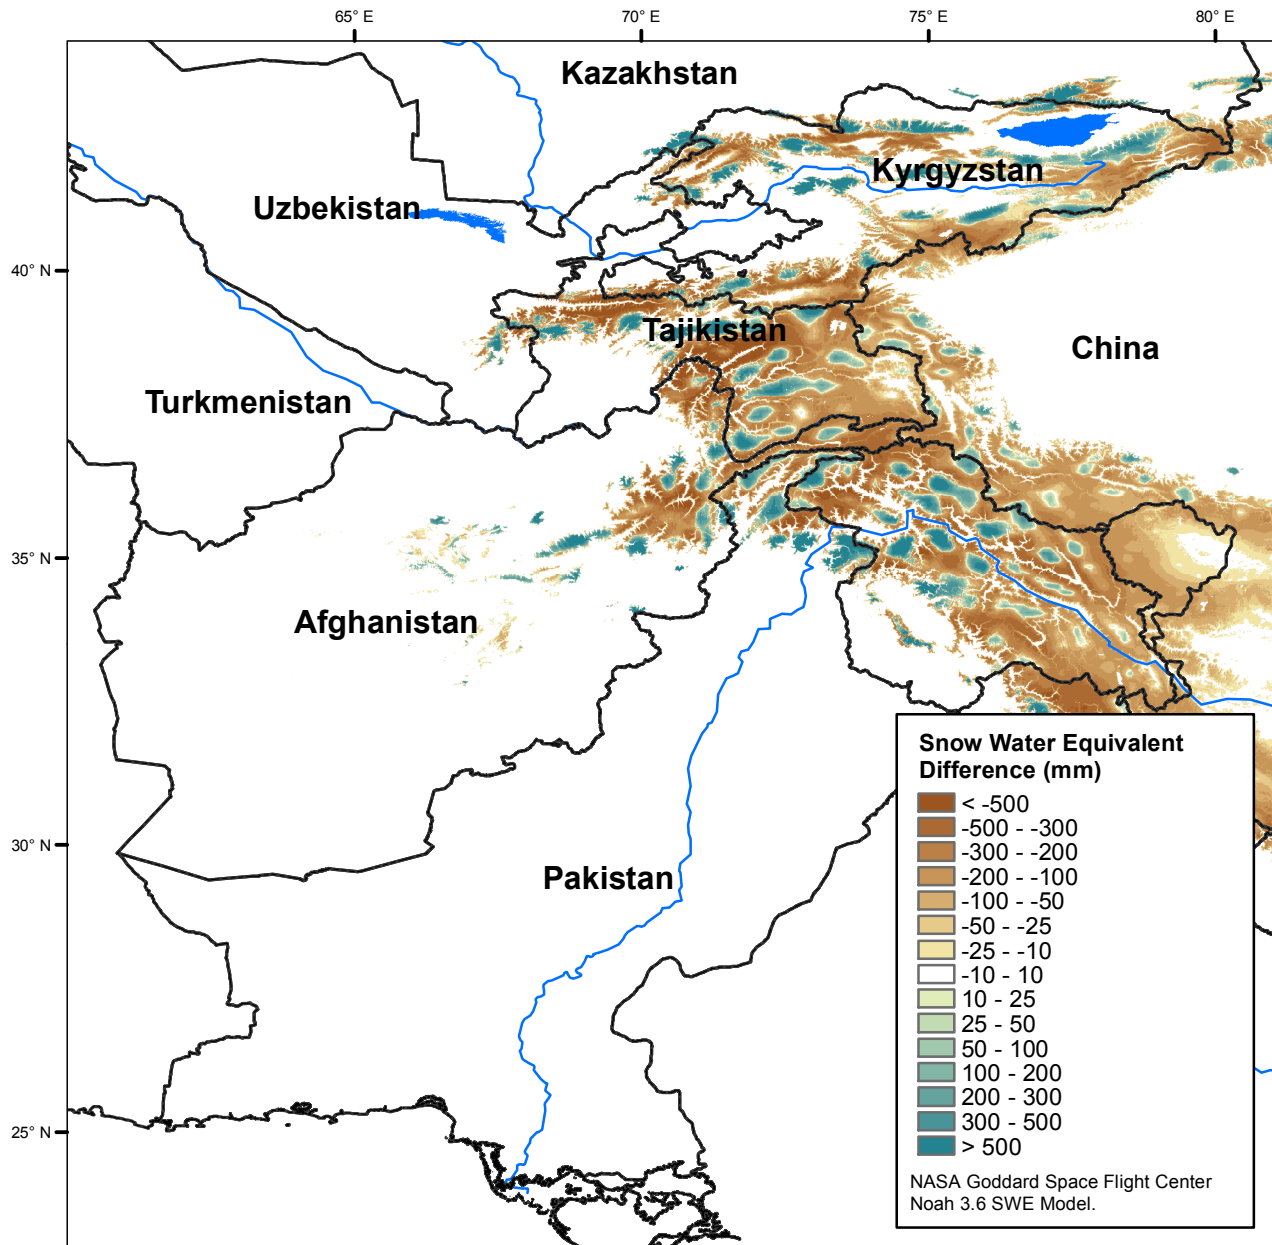 65° E
70° E
75° E
80° E
Kazakhstan
Kyrgyzstan
Uzbekistan
40° N
Tajikistan
China
Turkmenistan
35° N
Afghanistan
Snow Water Equivalent
Difference (mm)
< -500
-500 - -300
-300 - -200
-200 - -100
-100 - -50
-50 - -25
-25 - -10
-10 - 10
10 - 25
25 - 50
50 - 100
100 - 200
200 - 300
300 - 500
> 500
NASA Goddard Space Flight Center
Noah 3.6 SWE Model.
30° N
Pakistan
25° N